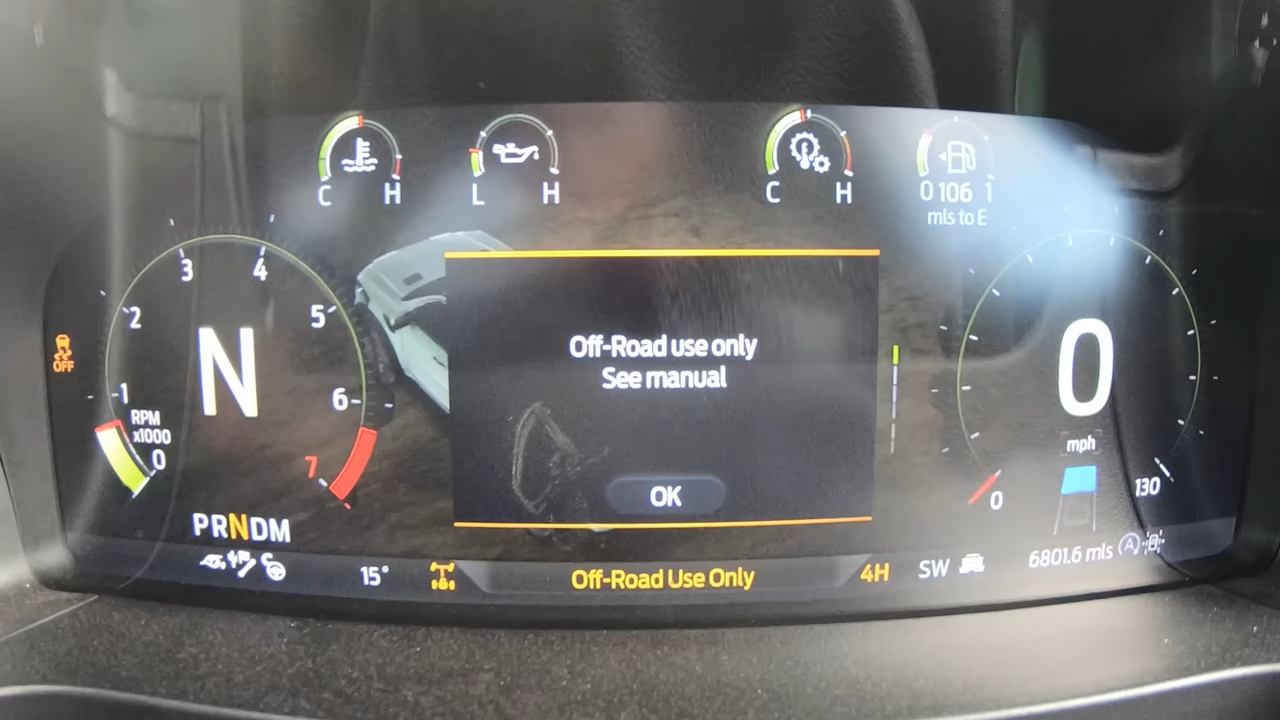 C H
L H
C H
0 106 1
mls to E
OFF
1
2
3
4
5
6
7
0
RPM
x1000
N
PRNDM
Off-Road use only
See manual
OK
0
mph
0
130
15°
Off-Road Use Only
4H
SW
6801.6 mls
A